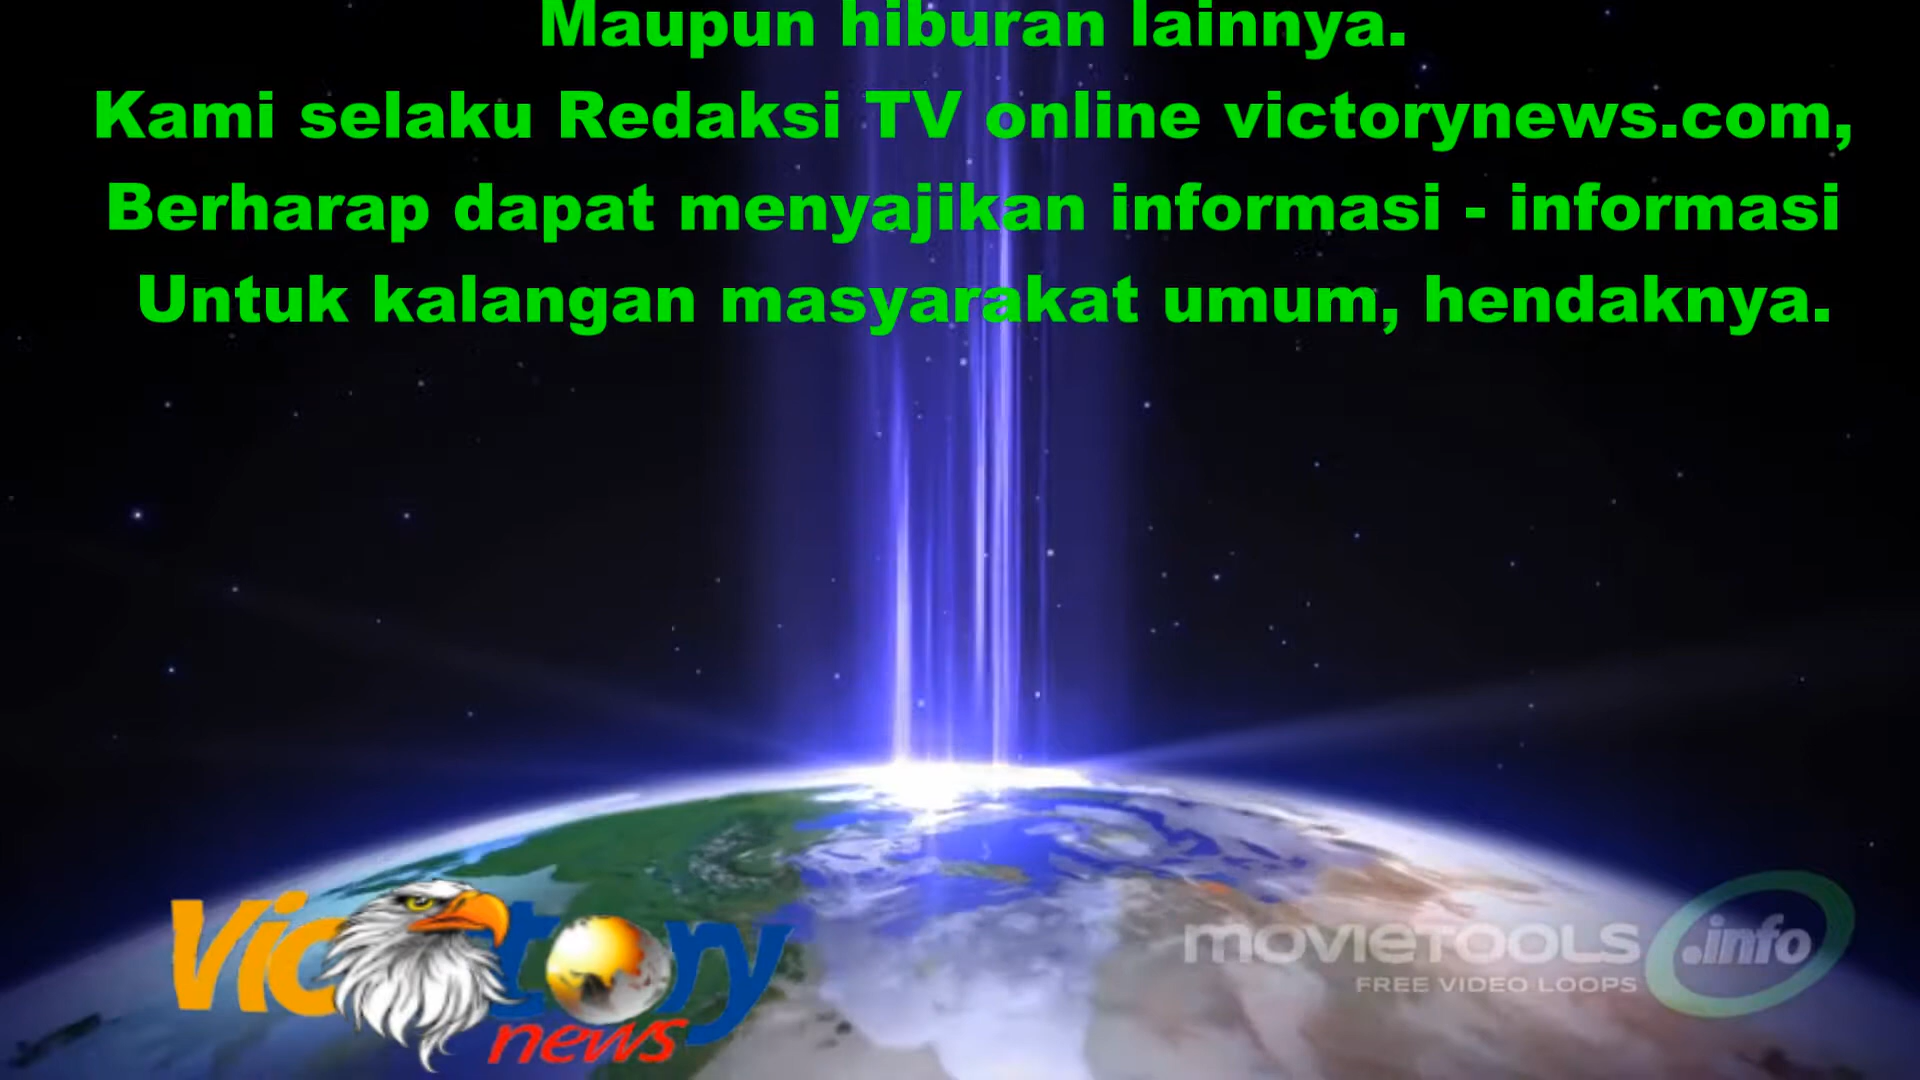 Maupun hiburan lainnya.
Kami selaku Redaksi TV online victorynews.com,
Berharap dapat menyajikan informasi - informasi
Untuk kalangan masyarakat umum, hendaknya.
Victory
news
movieTOOLS
.info
FREE VIDEO LOOPS